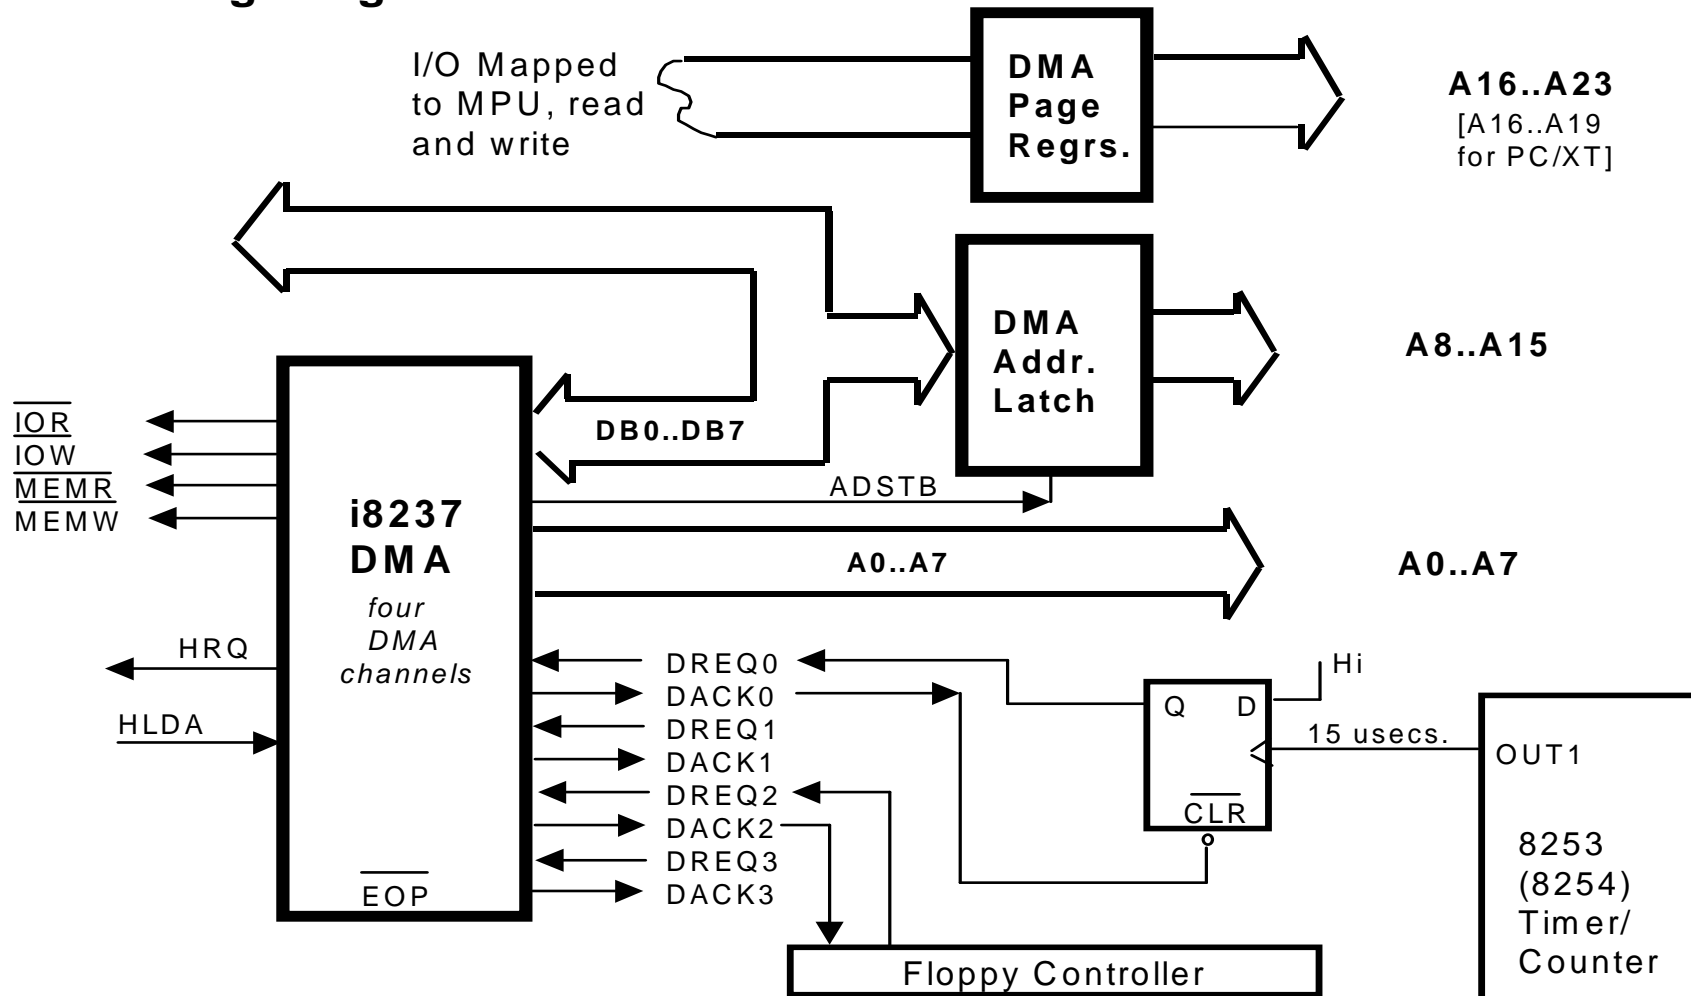 I/O Mapped
to MPU, read
and write
DMA
Page
Regrs.
A16..A23
[A16..A19
for PC/XT]
DMA
Addr.
Latch
A8..A15
DB0..DB7
ADSTB
IOR
IOW
MEMR
MEMW
i8237
DMA
four
DMA
channels
A0..A7
A0..A7
HRQ
HLDA
EOP
DREQ0
DACK0
DREQ1
DACK1
DREQ2
DACK2
DREQ3
DACK3
Hi
Q D
CLR
15 usecs.
OUT1
8253
(8254)
Timer/
Counter
Floppy Controller